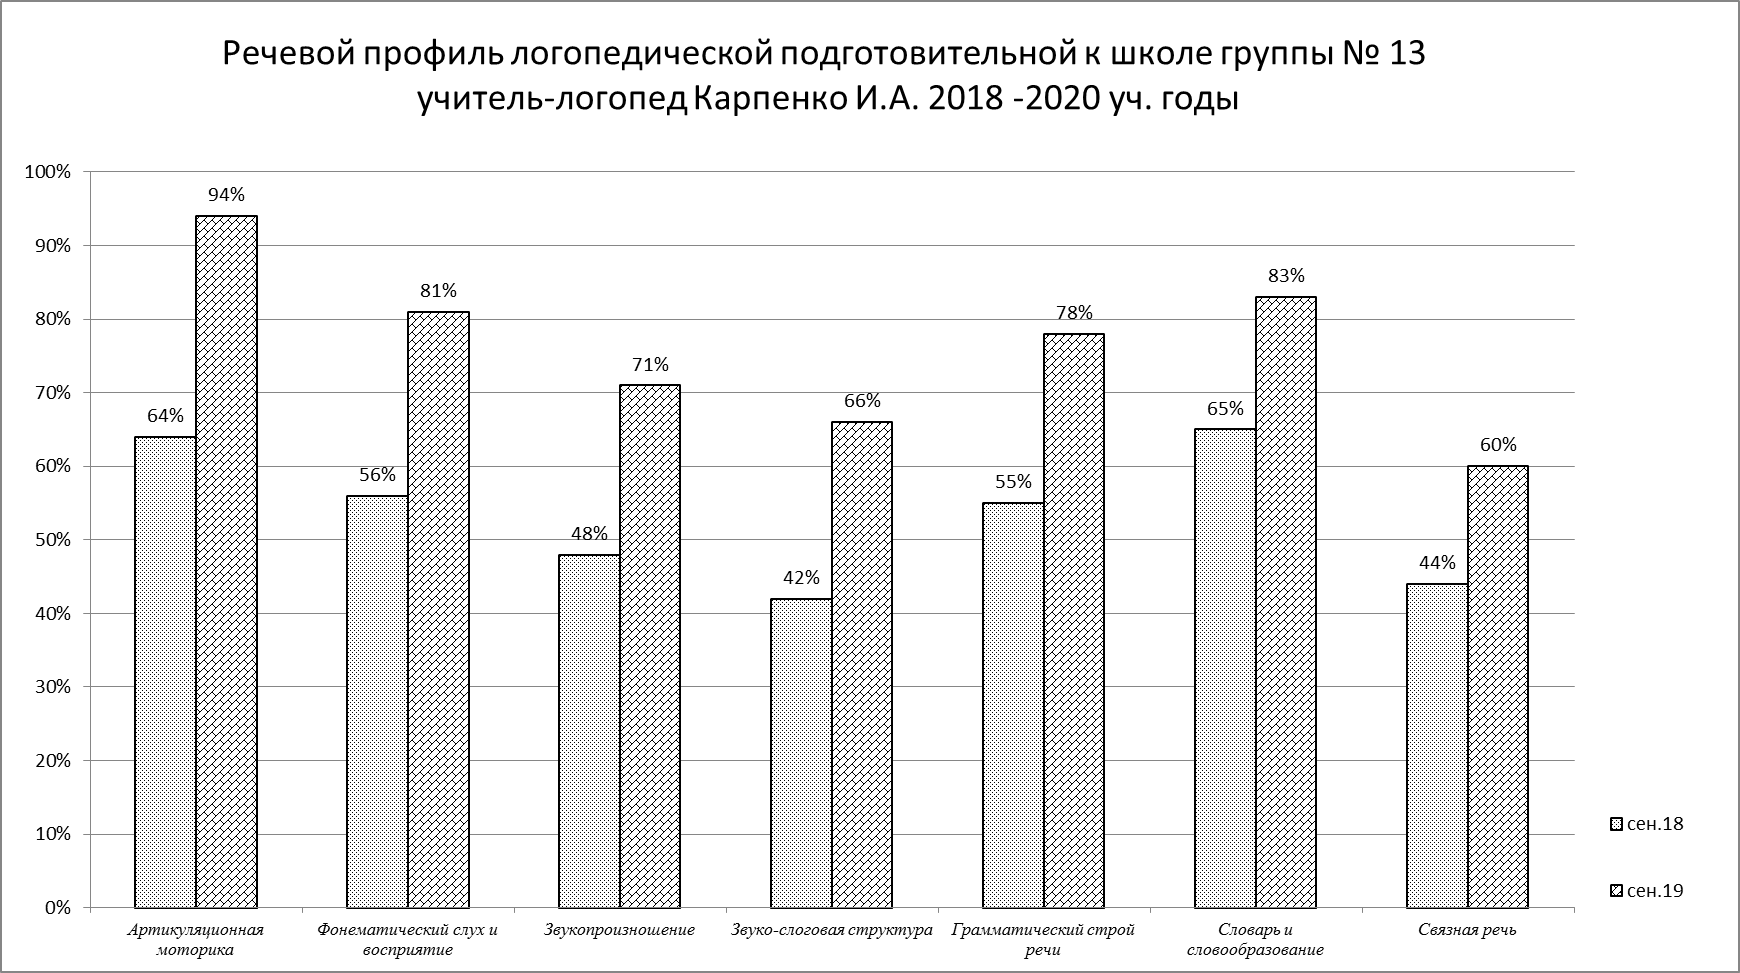 Речевой профиль логопедической подготовительной к школе группы № 13
учитель-логопед Карпенко И.А. 2018 -2020 уч. годы
100%
90%
80%
70%
60%
50%
40%
30%
20%
10%
0%
64%
94%
56%
81%
48%
71%
42%
66%
55%
78%
65%
83%
44%
60%
Артикуляционная
моторика
Фонематический слух и
восприятие
Звукопроизношение
Звуко-слоговая структура
Грамматический строй
речи
Словарь и
словообразование
Связная речь
сен.18
сен.19